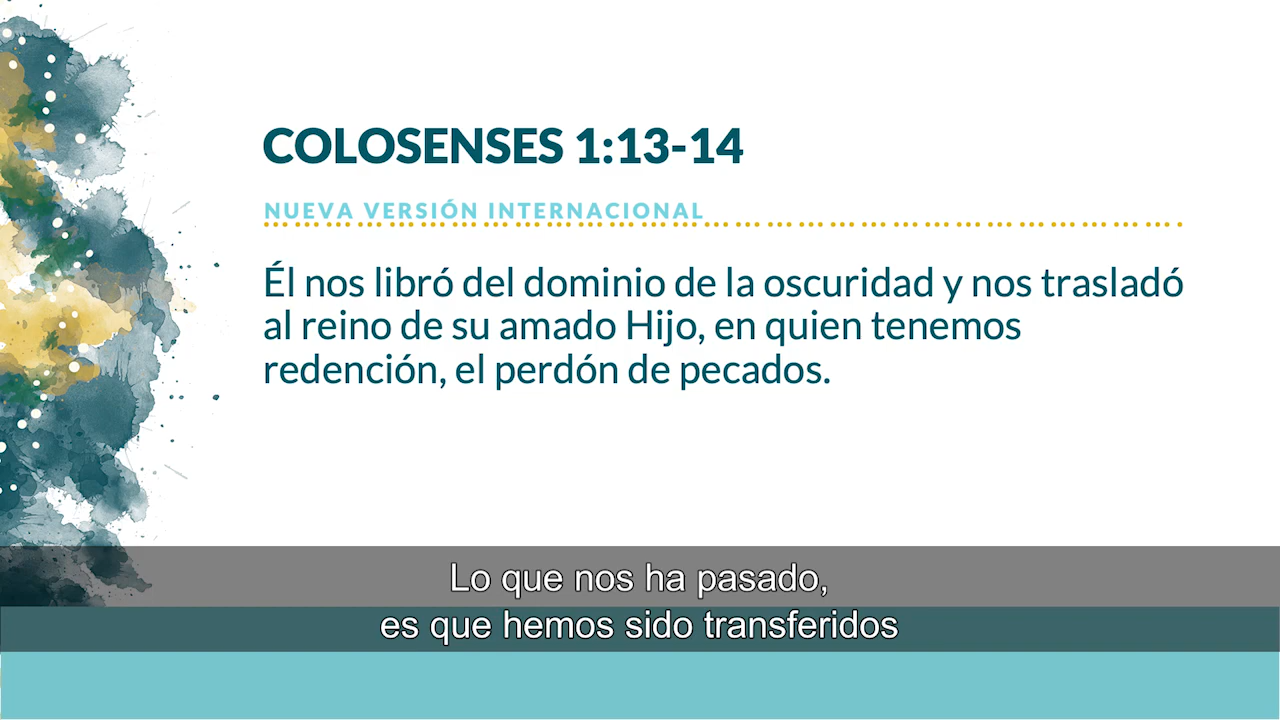 COLOSENSES 1:13-14
NUEVA VERSIÓN INTERNACIONAL
Él nos libró del dominio de la oscuridad y nos trasladó
al reino de su amado Hijo, en quien tenemos
redención, el perdón de pecados.
Lo que nos ha pasado,
es que hemos sido transferidos